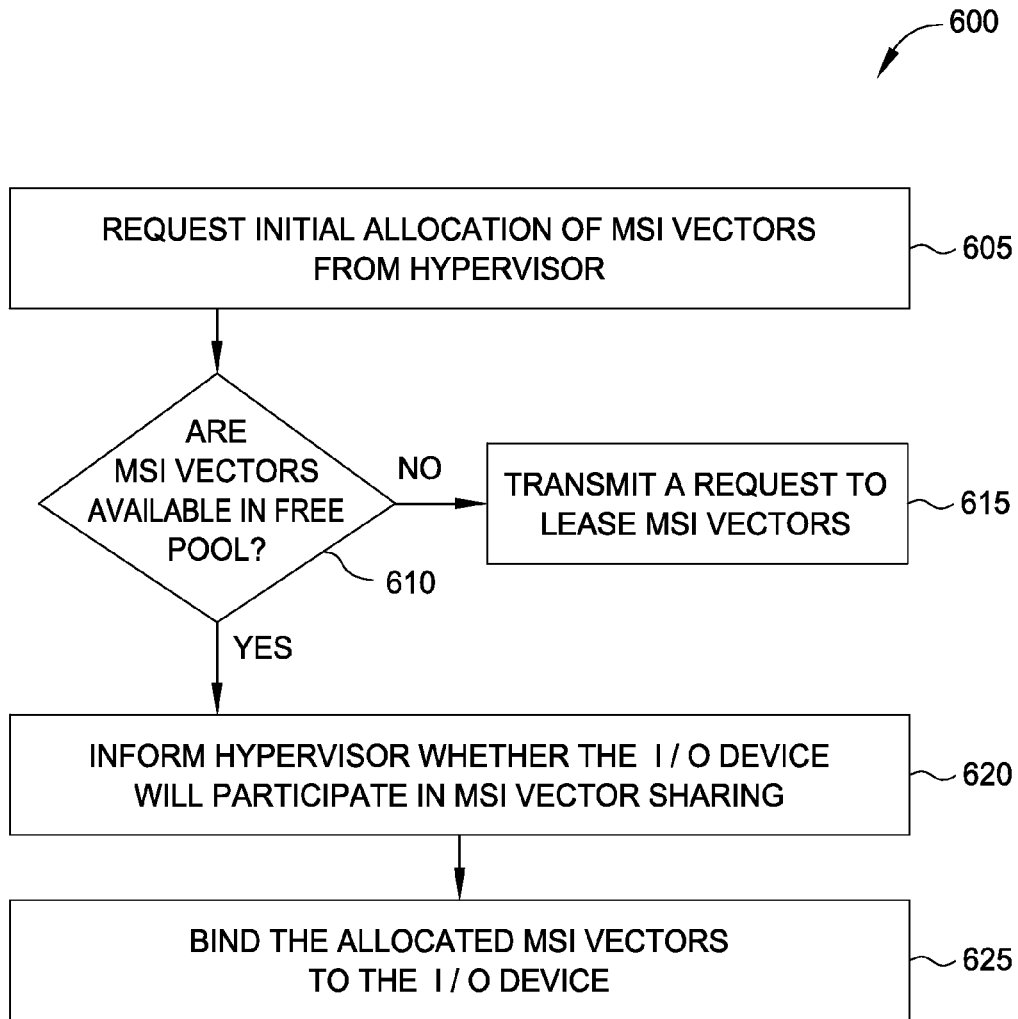 600
REQUEST INITIAL ALLOCATION OF MSI VECTORS
FROM HYPERVISOR
605
ARE
MSI VECTORS
AVAILABLE IN FREE
POOL?
610
NO
TRANSMIT A REQUEST TO
LEASE MSI VECTORS
615
YES
INFORM HYPERVISOR WHETHER THE I / O DEVICE
WILL PARTICIPATE IN MSI VECTOR SHARING
620
BIND THE ALLOCATED MSI VECTORS
TO THE I / O DEVICE
625